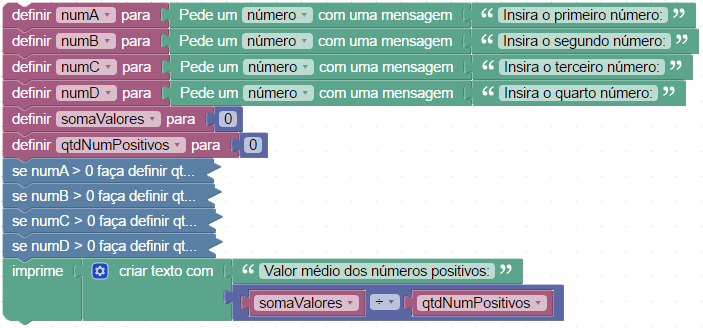 definir numA para Pede um número com uma mensagem “ Insira o primeiro número: ”
definir numB para Pede um número com uma mensagem “ Insira o segundo número: ”
definir numC para Pede um número com uma mensagem “ Insira o terceiro número: ”
definir numD para Pede um número com uma mensagem “ Insira o quarto número: ”
definir somaValores para 0
definir qtdNumPositivos para 0
se numA > 0 faça definir qt...
se numB > 0 faça definir qt...
se numC > 0 faça definir qt...
se numD > 0 faça definir qt...
imprime criar texto com “ Valor médio dos números positivos: ”
somaValores ÷ qtdNumPositivos